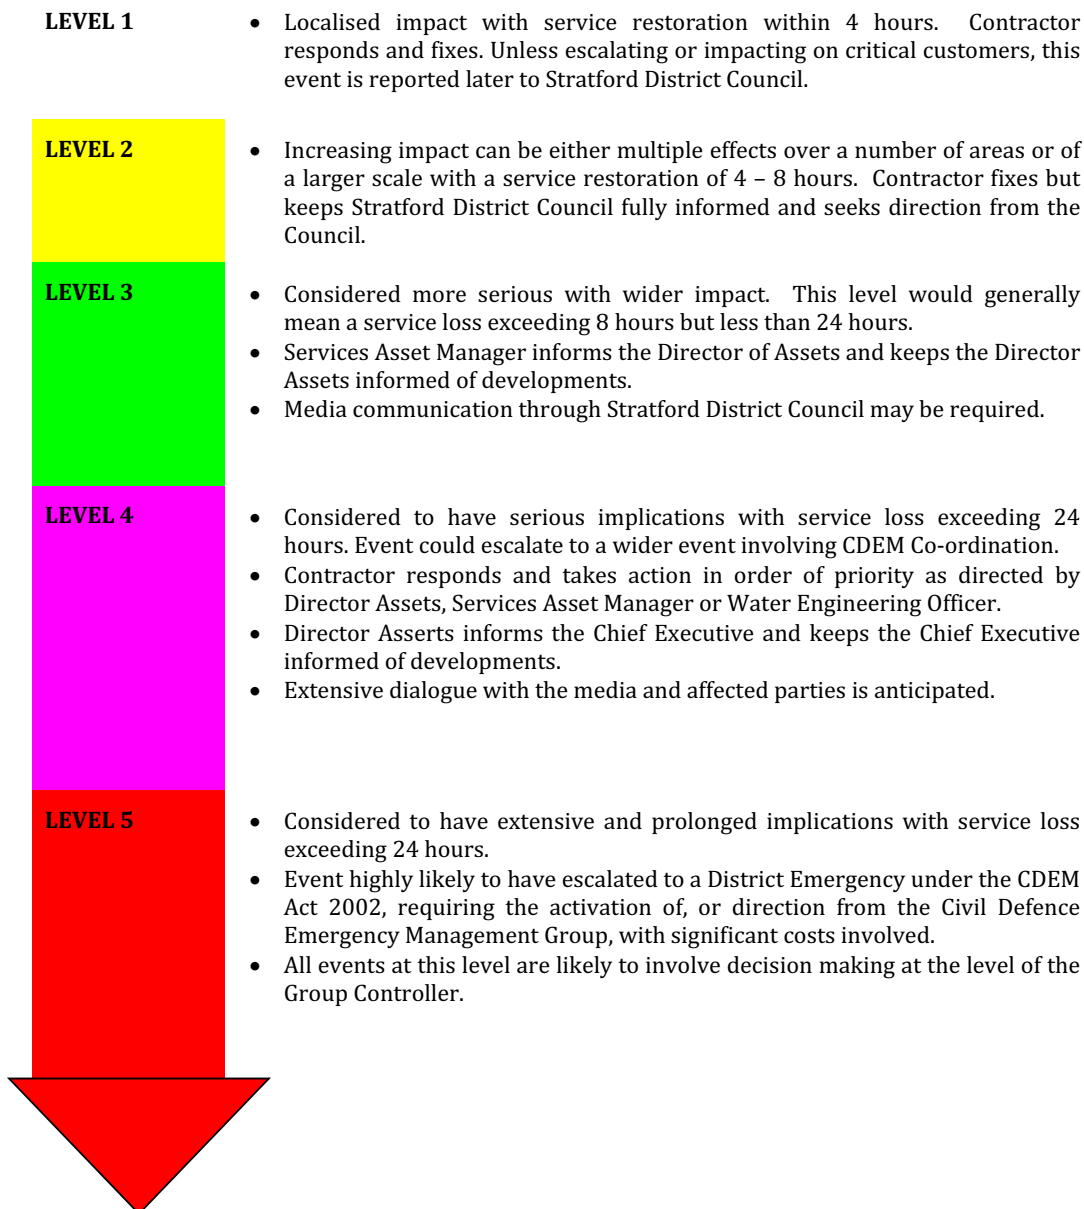 LEVEL 1
• Localised impact with service restoration within 4 hours. Contractor
responds and fixes. Unless escalating or impacting on critical customers, this
event is reported later to Stratford District Council.
LEVEL 2
• Increasing impact can be either multiple effects over a number of areas or of
a larger scale with a service restoration of 4 – 8 hours. Contractor fixes but
keeps Stratford District Council fully informed and seeks direction from the
Council.
LEVEL 3
• Considered more serious with wider impact. This level would generally
mean a service loss exceeding 8 hours but less than 24 hours.
• Services Asset Manager informs the Director of Assets and keeps the Director
Assets informed of developments.
• Media communication through Stratford District Council may be required.
LEVEL 4
• Considered to have serious implications with service loss exceeding 24
hours. Event could escalate to a wider event involving CDEM Co-ordination.
• Contractor responds and takes action in order of priority as directed by
Director Assets, Services Asset Manager or Water Engineering Officer.
• Director Asserts informs the Chief Executive and keeps the Chief Executive
informed of developments.
• Extensive dialogue with the media and affected parties is anticipated.
LEVEL 5
• Considered to have extensive and prolonged implications with service loss
exceeding 24 hours.
• Event highly likely to have escalated to a District Emergency under the CDEM
Act 2002, requiring the activation of, or direction from the Civil Defence
Emergency Management Group, with significant costs involved.
• All events at this level are likely to involve decision making at the level of the
Group Controller.